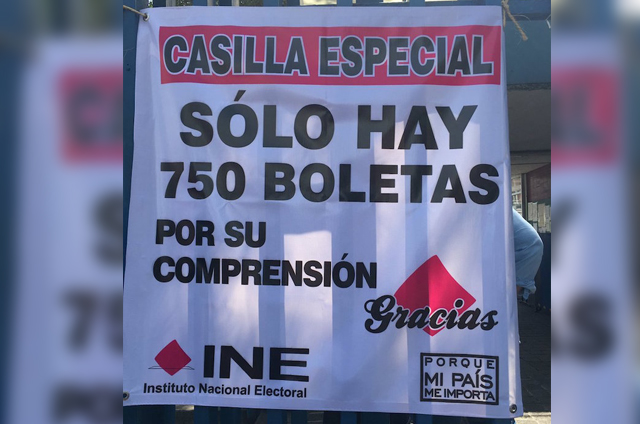 CASILLA ESPECIAL
SÓLO HAY
750 BOLETAS
POR SU
COMPRENSIÓN
Gracias
INE
Instituto Nacional Electoral
PORQUE
MI PAÍS
ME IMPORTA